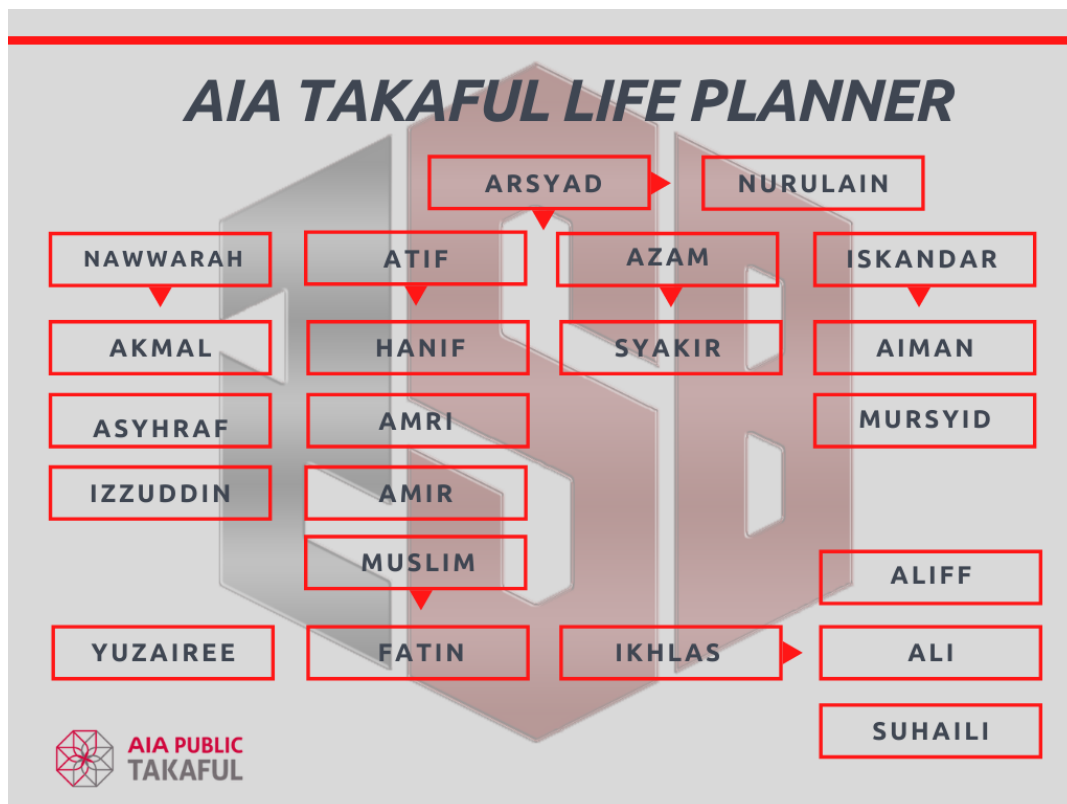 AIA TAKAFUL LIFE PLANNER
ARSYAD
NURULAIN
NAWWARAH
ATIF
AZAM
ISKANDAR
AKMAL
HANIF
SYAKIR
AIMAN
ASYHRAF
AMRI
MURSYID
IZZUDDIN
AMIR
MUSLIM
ALIFF
YUZAIREE
FATIN
IKHLAS
ALI
SUHAILI
AIA PUBLIC
TAKAFUL